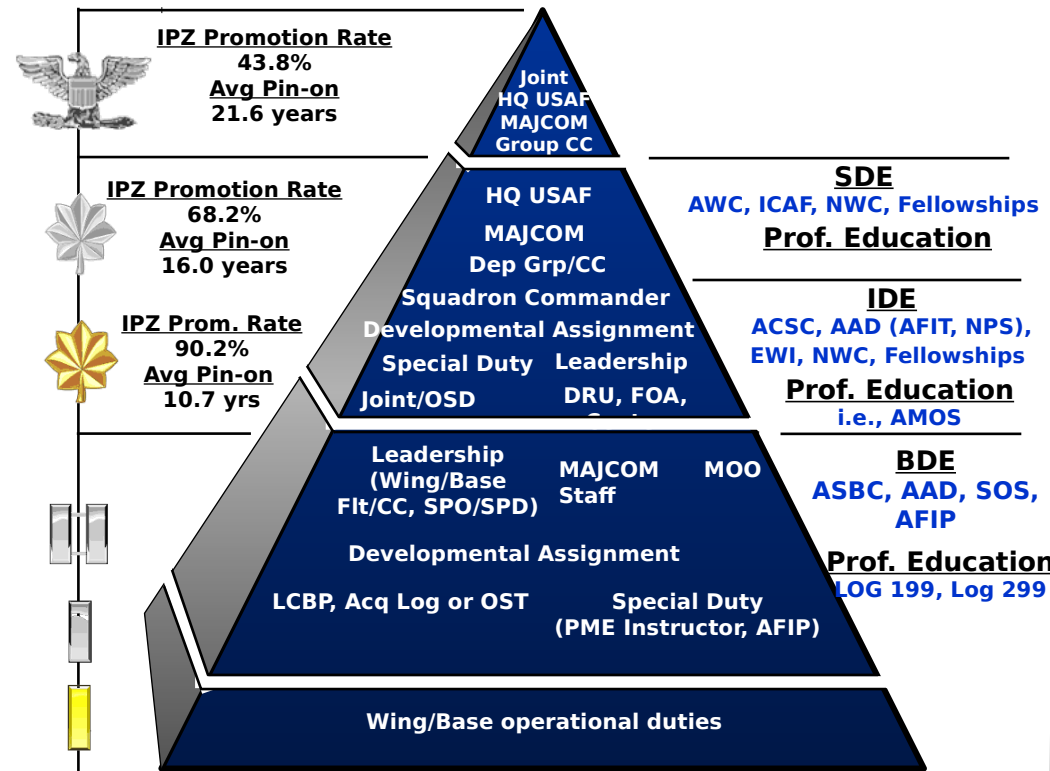 IPZ Promotion Rate
43.8%
Avg Pin-on
21.6 years
Joint
HQ USAF
MAJCOM
Group CC
IPZ Promotion Rate
68.2%
Avg Pin-on
16.0 years
IPZ Prom. Rate
90.2%
Avg Pin-on
10.7 yrs
HQ USAF
MAJCOM
Dep Grp/CC
Squadron Commander
Developmental Assignment
Special Duty
Leadership
Joint/OSD
DRU, FOA,
SDE
AWC, ICAF, NWC, Fellowships
Prof. Education
IDE
ACSC, AAD (AFIT, NPS),
EWI, NWC, Fellowships
Prof. Education
i.e., AMOS
Leadership
(Wing/Base
Flt/CC, SPO/SPD)
MAJCOM
Staff
MOO
Developmental Assignment
LCBP, Acq Log or OST
Special Duty
(PME Instructor, AFIP)
BDE
ASBC, AAD, SOS,
AFIP
Prof. Education
LOG 199, Log 299
Wing/Base operational duties